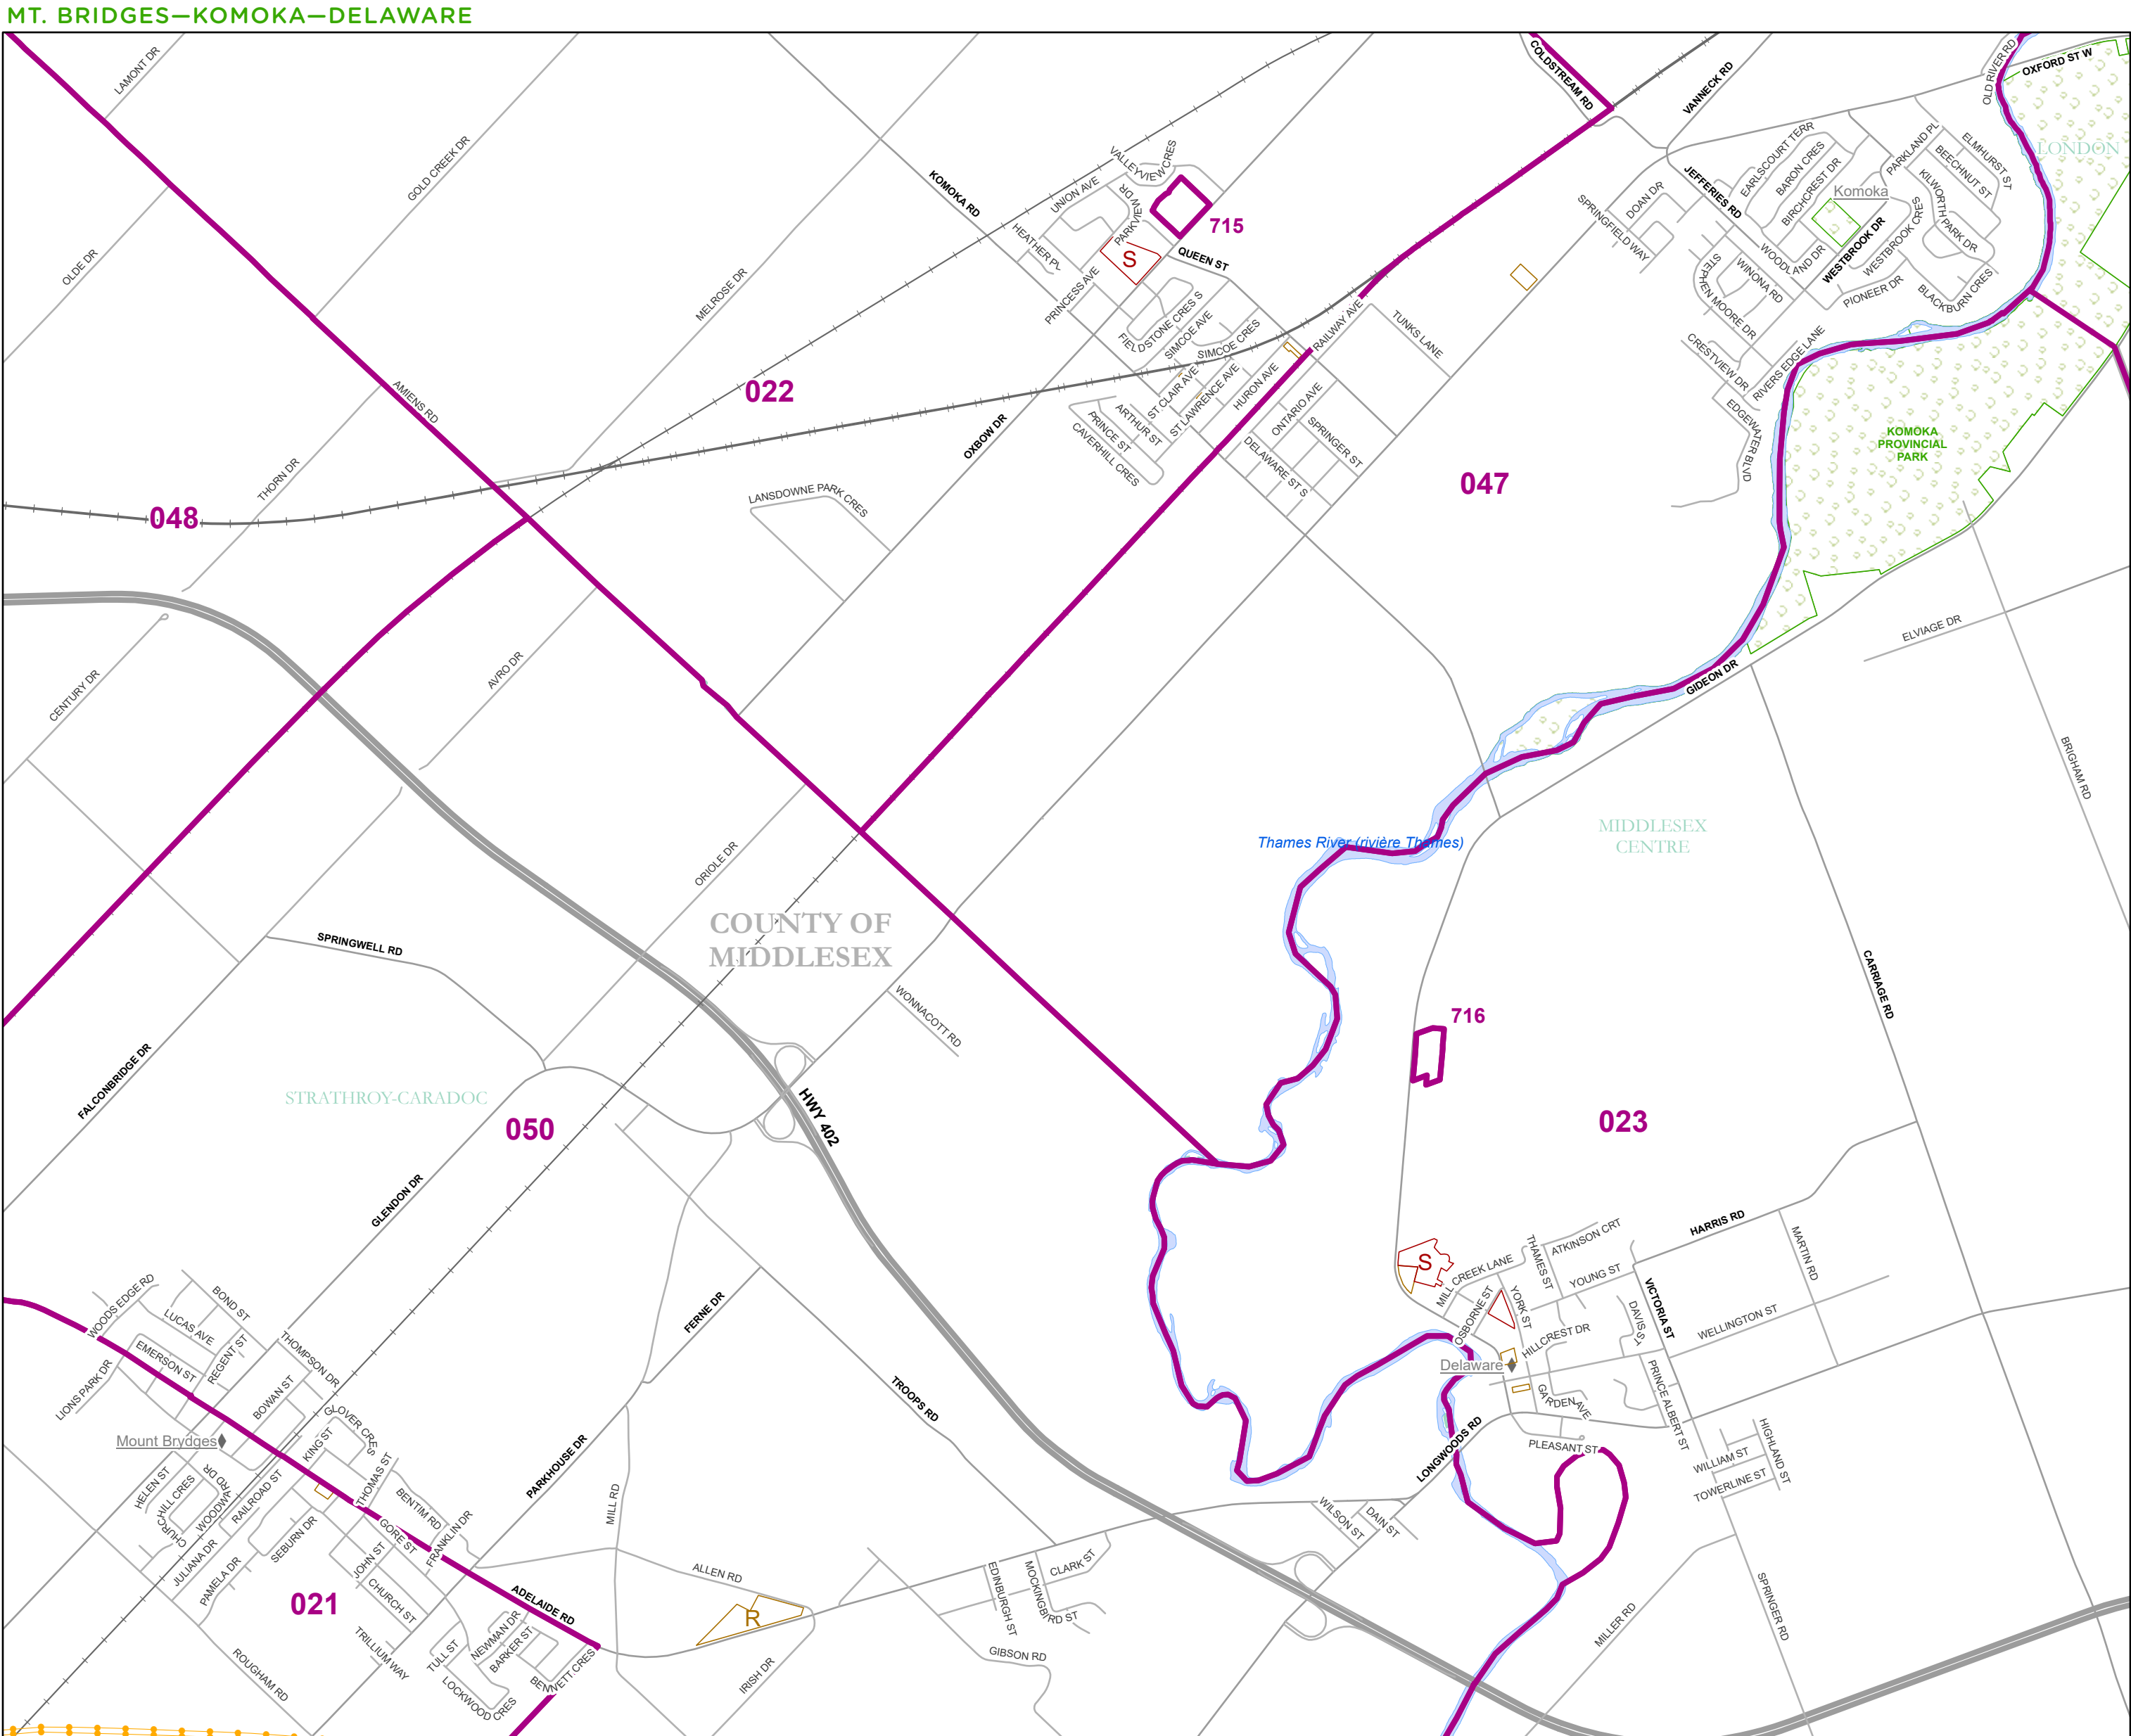 MT. BRIDGES—KOMOKA—DELAWARE
LAMONT DR
GOLD CREEK DR
OLDE DR
MELROSE DR
AMIENS RD
THORN DR
048
022
KOMOKA RD
UNION AVE
VALLEYVIEW CRES
PARKVIEW DR
HEATHER PL
PRINCESS AVE
S
715
QUEEN ST
FIELDSTONE CRES S
SIMCOE AVE
SIMCOE CRES
ST CLAIR AVE
ST LAWRENCE AVE
HURON AVE
RAILWAY AVE
TUNKS LANE
ARTHUR ST
PRINCE ST
CAVERHILL CRES
ONTARIO AVE
SPRINGER ST
DELAWARE ST S
OXBOW DR
LANSDOWNE PARK CRES
COLDSTREAM RD
VANNECK RD
OLD RIVER RD
OXFORD ST W
LONDON
JEFFERIES RD
EARLSCOURT TERR
BARON CRES
BIRCHCREST DR
PARKLAND PL
ELMHURST ST
BEECHNUT ST
Komoka
KILWORTH PARK DR
DOAN DR
SPRINGFIELD WAY
WOODLAND DR
WESTBROOK DR
WESTBROOK CRES
STEPHEN MOORE DR
WINONA RD
PIONEER DR
BLACKBURN CRES
CRESTVIEW DR
RIVERS EDGE LANE
EDGEWATER BLVD
KOMOKA
PROVINCIAL
PARK
047
ELVIAGE DR
GIDEON DR
BRIGHAM RD
CENTURY DR
AVRO DR
ORIOLE DR
Thames River (rivière Thames)
MIDDLESEX
CENTRE
COUNTY OF
MIDDLESEX
SPRINGWELL RD
WONNACOTT RD
CARRIAGE RD
716
FALCONBRIDGE DR
STRATHROY-CARADOC
050
HWY 402
023
GLENDON DR
HARRIS RD
MARTIN RD
S
MILL CREEK LANE
THAMES ST
ATKINSON CRT
YOUNG ST
OSBORNE ST
YORK ST
HILLCREST DR
DAVIS ST
VICTORIA ST
WELLINGTON ST
Delaware
GARDEN AVE
PRINCE ALBERT ST
PLEASANT ST
LONGWOODS RD
WILLIAM ST
TOWERLINE ST
HIGHLAND ST
WOODS EDGE RD
BOND ST
LUCAS AVE
REGENT ST
EMERSON ST
LIONS PARK DR
THOMPSON DR
BOWAN ST
GLOVER CRES
KING ST
Mount Brydges
HELEN ST
CHURCHILL CRES
WOODWARD DR
RAILROAD ST
THOMAS ST
BENTIM RD
FRANKLIN DR
GORE ST
JULIANA DR
PAMELA DR
SEBURN DR
JOHN ST
CHURCH ST
FERNE DR
TROOPS RD
PARKHOUSE DR
MILL RD
ALLEN RD
R
ADELAIDE RD
021
TRILLIUM WAY
TULL ST
NEWMAN DR
BARKER ST
BENNETT CRES
LOCKWOOD CRES
ROUGHAM RD
IRISH DR
WILSON ST
DAIN ST
EDINBURGH ST
MOCKINGBIRD ST
CLARK ST
GIBSON RD
MILLER RD
SPRINGER RD